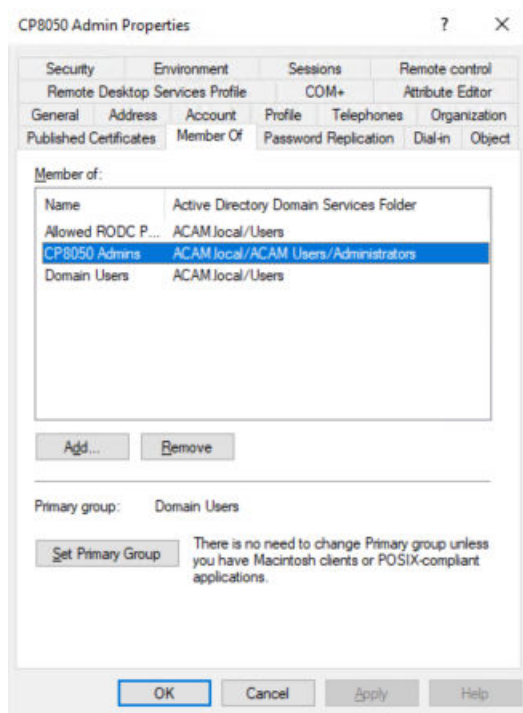 CP8050 Admin Properties ? ×
Security Environment Sessions Remote control
Remote Desktop Services Profile COM+ Attribute Editor
General Address Account Profile Telephones Organization
Published Certificates Member Of Password Replication Dial-in Object
Member of:
Name Active Directory Domain Services Folder
Allowed RODC P... ACAM.local/Users
CP8050 Admins ACAM.local/ACAM Users/Administrators
Domain Users ACAM.local/Users
Add... Remove
Primary group: Domain Users
Set Primary Group
There is no need to change Primary group unless
you have Macintosh clients or POSIX-compliant
applications.
OK Cancel Apply Help